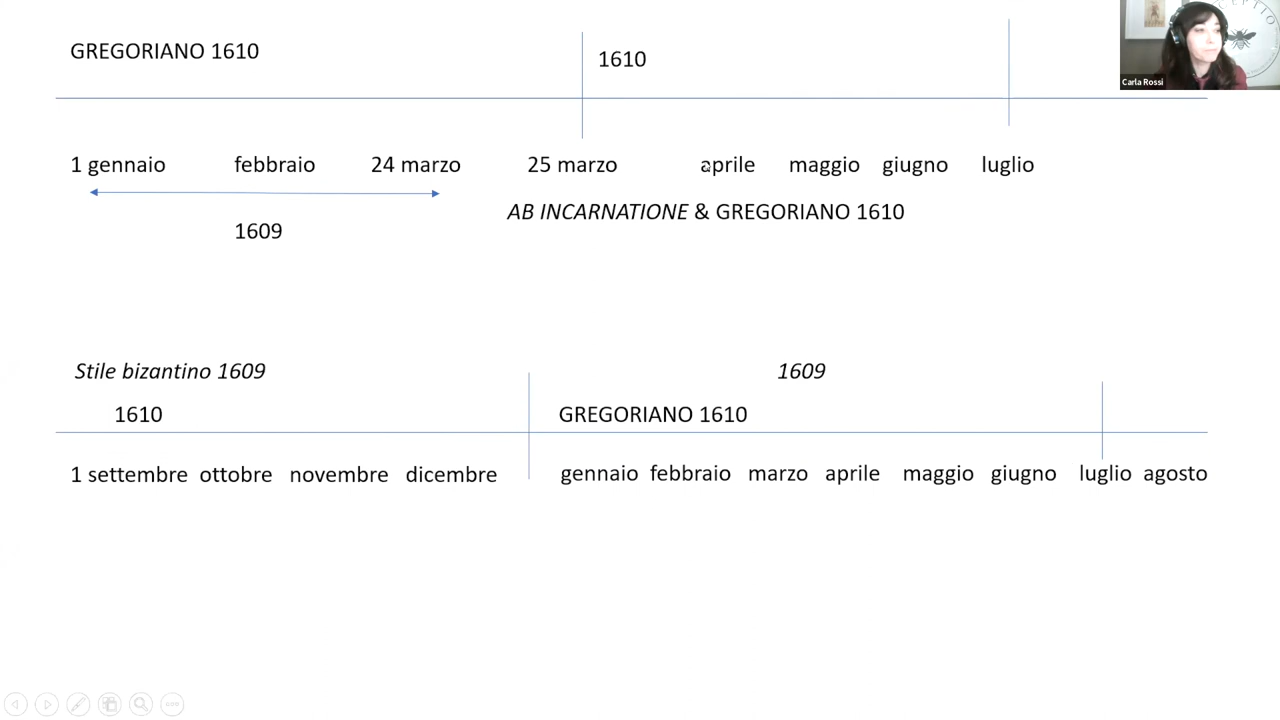 GREGORIANO 1610
1610
1 gennaio febbraio 24 marzo 25 marzo aprile maggio giugno luglio
AB INCARNATIONE & GREGORIANO 1610
1609
Stile bizantino 1609
1609
1610
GREGORIANO 1610
1 settembre ottobre novembre dicembre gennaio febbraio marzo aprile maggio giugno luglio agosto
Carla Rossi